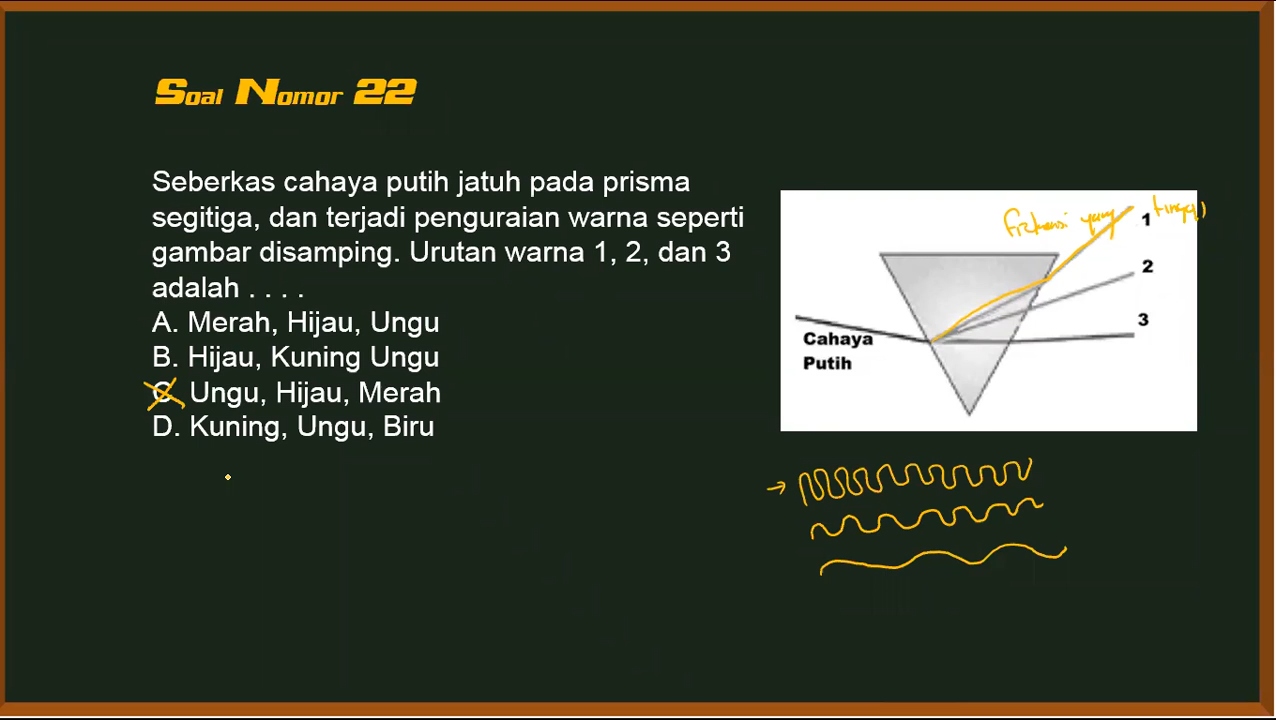 Soal Nomor 22
Seberkas cahaya putih jatuh pada prisma
segitiga, dan terjadi penguraian warna seperti
gambar disamping. Urutan warna 1, 2, dan 3
adalah . . . .
A. Merah, Hijau, Ungu
B. Hijau, Kuning Ungu
C. Ungu, Hijau, Merah
D. Kuning, Ungu, Biru
yang
1
2
3
Cahaya
Putih